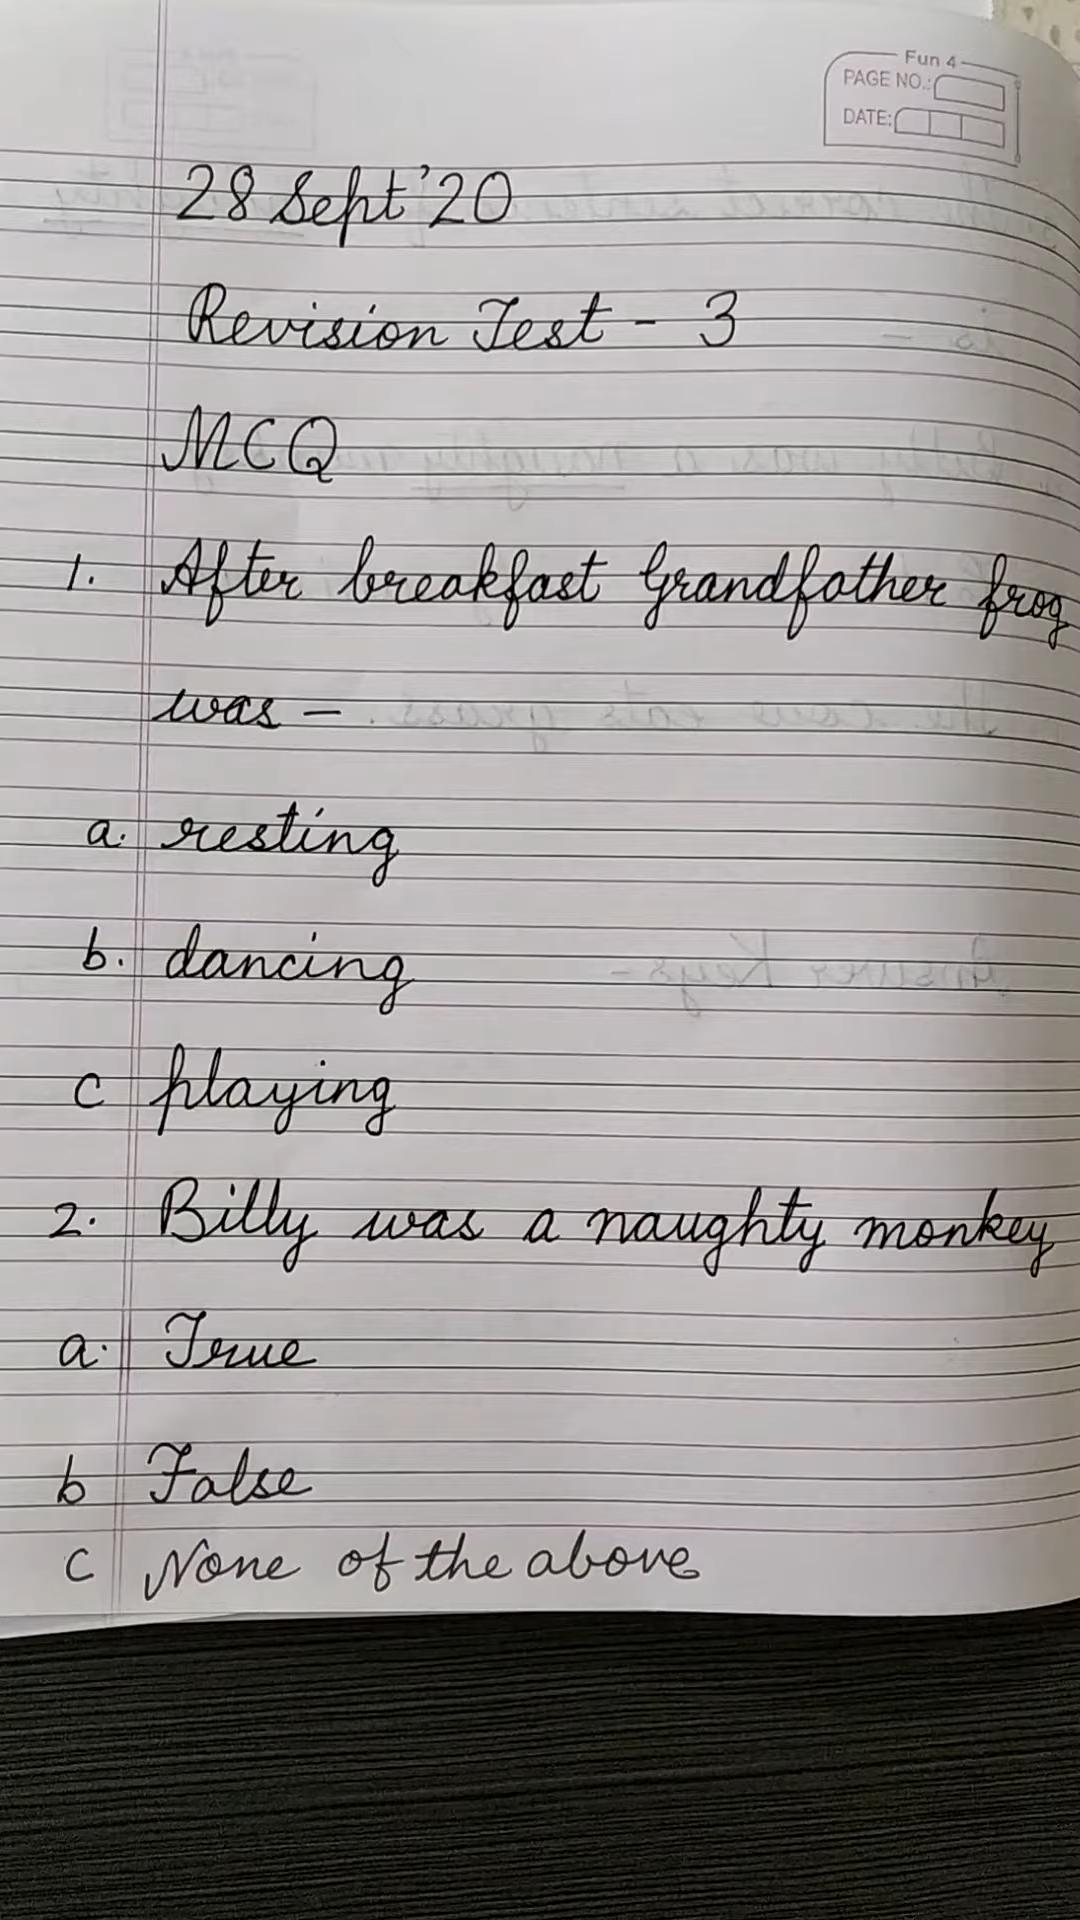 Fun 4
PAGE NO.:
DATE:
28 Sept'20
Revision Test - 3
MCQ
1. After breakfast Grandfather frog
was -
a. resting
b. dancing
c playing
2. Billy was a naughty monkey
a. True
b False
c None of the above